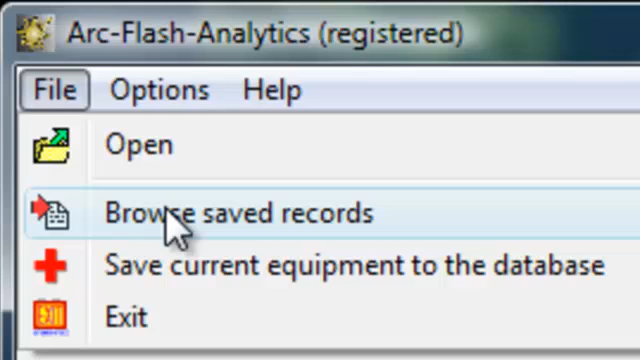 Arc-Flash-Analytics (registered)
File Options Help
Open
Browse saved records
Save current equipment to the database
Exit